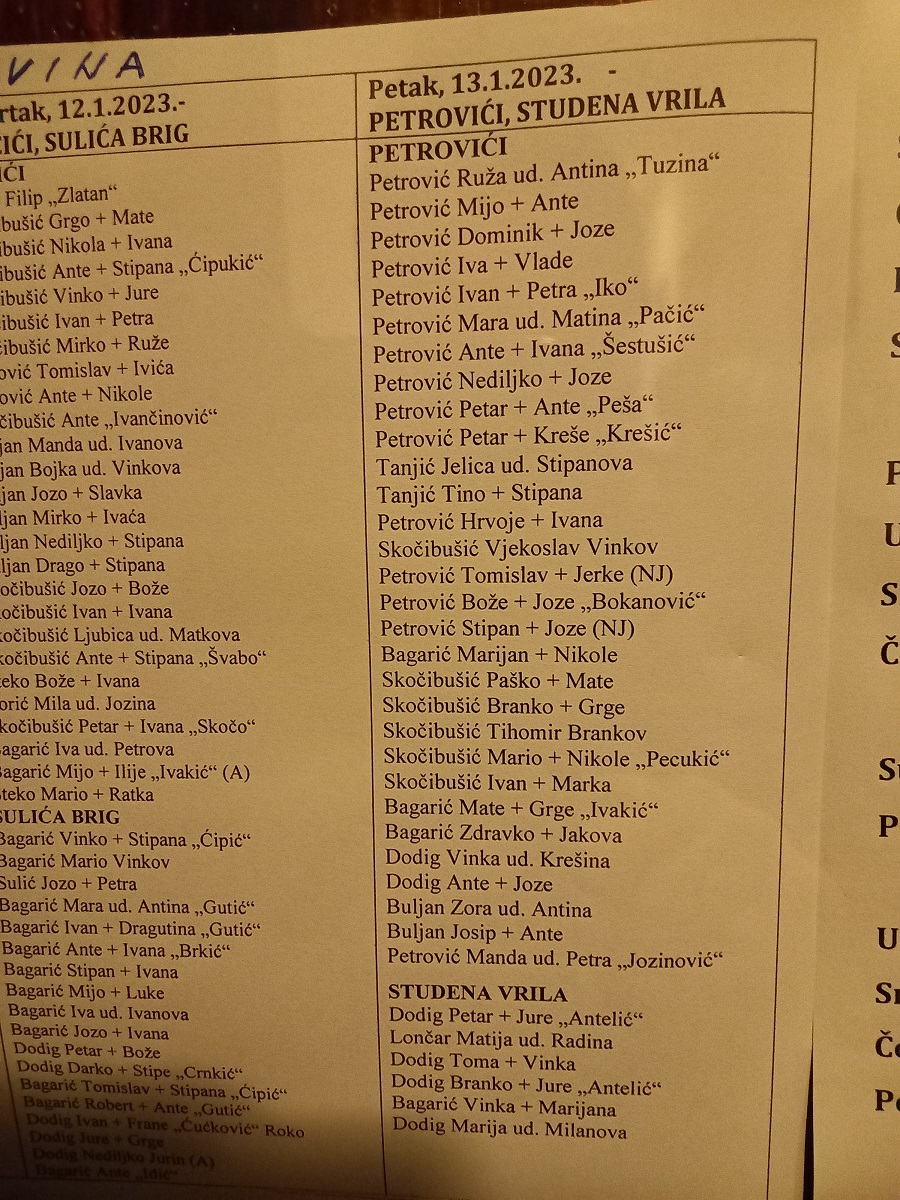 VINA
rtak, 12.1.2023.-
IĆI, SULIĆA BRIG
IĆI
Filip „Zlatan“
ibušić Grgo + Mate
ibušić Nikola + Ivana
ibušić Ante + Stipana „Ćipukić“
ibušić Vinko + Jure
ibušić Ivan + Petra
ibušić Mirko + Ruže
ović Tomislav + Ivića
ović Ante + Nikole
čibušić Ante „Ivančinović“
jan Manda ud. Ivanova
jan Bojka ud. Vinkova
jan Jozo + Slavka
ljan Mirko + Ivaća
ljan Nediljko + Stipana
ljan Drago + Stipana
očibušić Jozo + Bože
očibušić Ivan + Ivana
kočibušić Ljubica ud. Matkova
kočibušić Ante + Stipana „Švabo“
teko Bože + Ivana
orić Mila ud. Jozina
kočibušić Petar + Ivana „Skočo“
Bagarić Iva ud. Petrova
Bagarić Mijo + Ilije „Ivakić“ (A)
Šteko Mario + Ratka
SULIĆA BRIG
Bagarić Vinko + Stipana „Ćipić“
Bagarić Mario Vinkov
Sulić Jozo + Petra
Bagarić Mara ud. Antina „Gutić“
Bagarić Ivan + Dragutina „Gutić“
Bagarić Ante + Ivana „Brkić“
Bagarić Stipan + Ivana
Bagarić Mijo + Luke
Bagarić Iva ud. Ivanova
Bagarić Jozo + Ivana
Dodig Petar + Bože
Dodig Darko + Stipe „Crnkić“
Bagarić Tomislav + Stipana „Ćipić“
Bagarić Robert + Ante „Gutić“
Dodig Ivan + Frane „Ćućković“ Roko
Dodig Jure + Grge
Dodig Nediljko Jurin (A)
Bagarić Ante „Idić“
Petak, 13.1.2023. -
PETROVIĆI, STUDENA VRILA
PETROVIĆI
Petrović Ruža ud. Antina „Tuzina“
Petrović Mijo + Ante
Petrović Dominik + Joze
Petrović Iva + Vlade
Petrović Ivan + Petra „Iko“
Petrović Mara ud. Matina „Pačić“
Petrović Ante + Ivana „Šestušić“
Petrović Nediljko + Joze
Petrović Petar + Ante „Peša“
Petrović Petar + Kreše „Krešić“
Tanjić Jelica ud. Stipanova
Tanjić Tino + Stipana
Petrović Hrvoje + Ivana
Skočibušić Vjekoslav Vinkov
Petrović Tomislav + Jerke (NJ)
Petrović Bože + Joze „Bokanović“
Petrović Stipan + Joze (NJ)
Bagarić Marijan + Nikole
Skočibušić Paško + Mate
Skočibušić Branko + Grge
Skočibušić Tihomir Brankov
Skočibušić Mario + Nikole „Pecukić“
Skočibušić Ivan + Marka
Bagarić Mate + Grge „Ivakić“
Bagarić Zdravko + Jakova
Dodig Vinka ud. Krešina
Dodig Ante + Joze
Buljan Zora ud. Antina
Buljan Josip + Ante
Petrović Manda ud. Petra „Jozinović“
STUDENA VRILA
Dodig Petar + Jure „Antelić“
Lončar Matija ud. Radina
Dodig Toma + Vinka
Dodig Branko + Jure „Antelić“
Bagarić Vinka + Marijana
Dodig Marija ud. Milanova